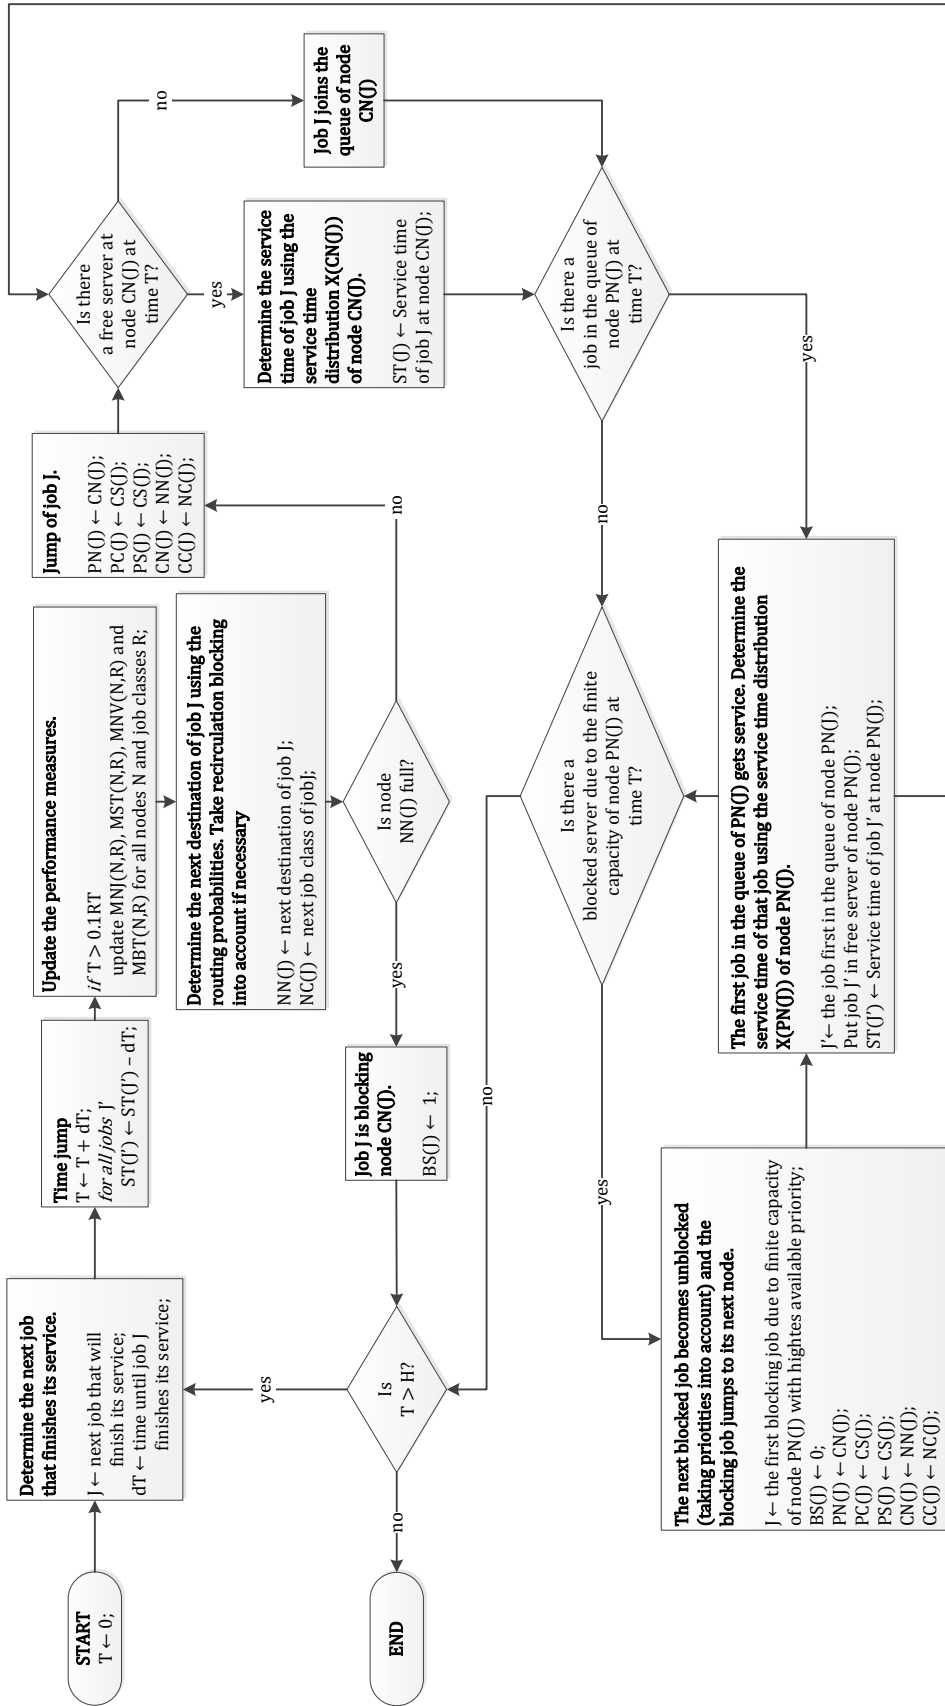 START
T ← 0;
Determine the next job
that finishes its service.
J ← next job that will
finish its service;
dT ← time until job J
finishes its service;
Time jump
T ← T + dT;
for all jobs J'
ST(J') ← ST(J') – dT;
Update the performance measures.
if T > 0.1RT
update MNJ(N,R), MST(N,R), MNV(N,R) and
MBT(N,R) for all nodes N and job classes R;
Determine the next destination of job J using the
routing probabilities. Take recirculation blocking
into account if necessary
NN(J) ← next destination of job J;
NC(J) ← next job class of jobJ;
Is node
NN(J) full?
no
yes
Jump of job J.
PN(J) ← CN(J);
PC(J) ← CS(J);
PS(J) ← CS(J);
CN(J) ← NN(J);
CC(J) ← NC(J);
Is there
a free server at
node CN(J) at
time T?
no
yes
Job J joins the
queue of node
CN(J)
Determine the service
time of job J using the
service time
distribution X(CN(J))
of node CN(J).
ST(J) ← Service time
of job J at node CN(J);
Job J is blocking
node CN(J).
BS(J) ← 1;
Is
T > H?
yes
no
END
Is there a
job in the queue of
node PN(J) at
time T?
no
yes
Is there a
blocked server due to the finite
capacity of node PN(J) at
time T?
no
yes
The first job in the queue of PN(J) gets service. Determine the
service time of that job using the service time distribution
X(PN(J)) of node PN(J).
J'← the job first in the queue of node PN(J);
Put job J' in free server of node PN(J);
ST(J') ← Service time of job J' at node PN(J);
The next blocked job becomes unblocked
(taking priotities into account) and the
blocking job jumps to its next node.
J ← the first blocking job due to finite capacity
of node PN(J) with hightes available priority;
BS(J) ← 0;
PN(J) ← CN(J);
PC(J) ← CS(J);
PS(J) ← CS(J);
CN(J) ← NN(J);
CC(J) ← NC(J);